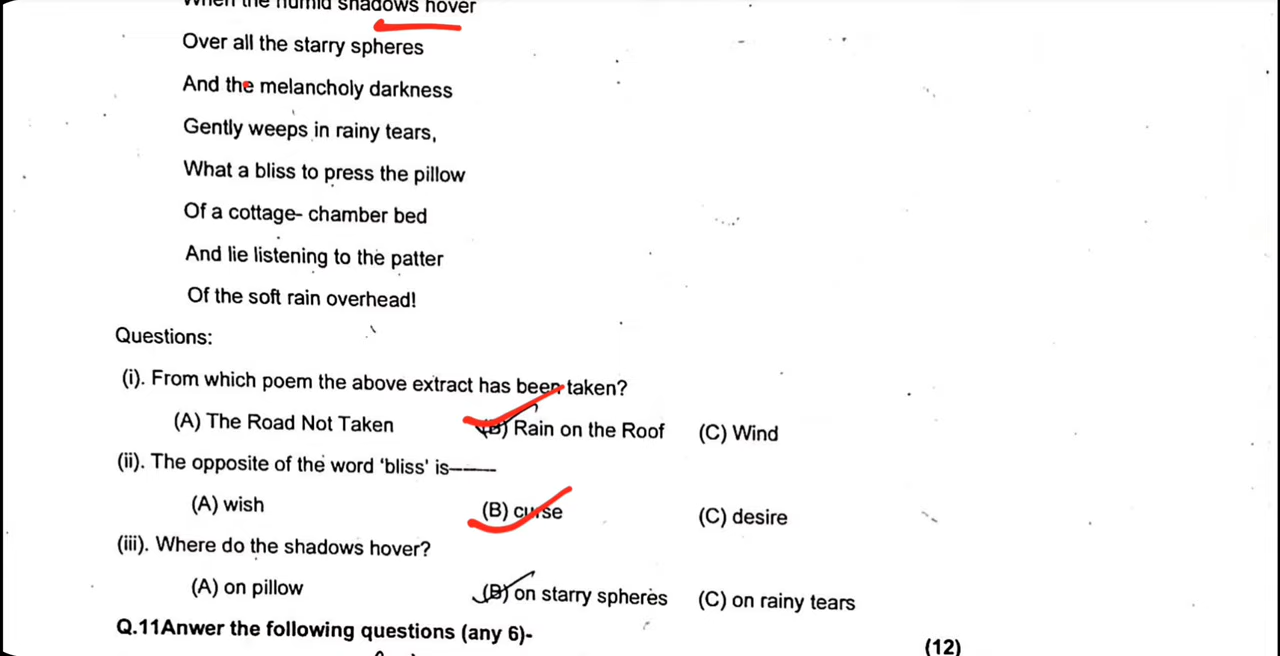 When the humid shadows hover
Over all the starry spheres
And the melancholy darkness
Gently weeps in rainy tears,
What a bliss to press the pillow
Of a cottage- chamber bed
And lie listening to the patter
Of the soft rain overhead!
Questions:
(i). From which poem the above extract has been taken?
(A) The Road Not Taken (B) Rain on the Roof (C) Wind
(ii). The opposite of the word 'bliss' is——
(A) wish (B) curse (C) desire
(iii). Where do the shadows hover?
(A) on pillow (B) on starry spheres (C) on rainy tears
Q.11Anwer the following questions (any 6)- (12)